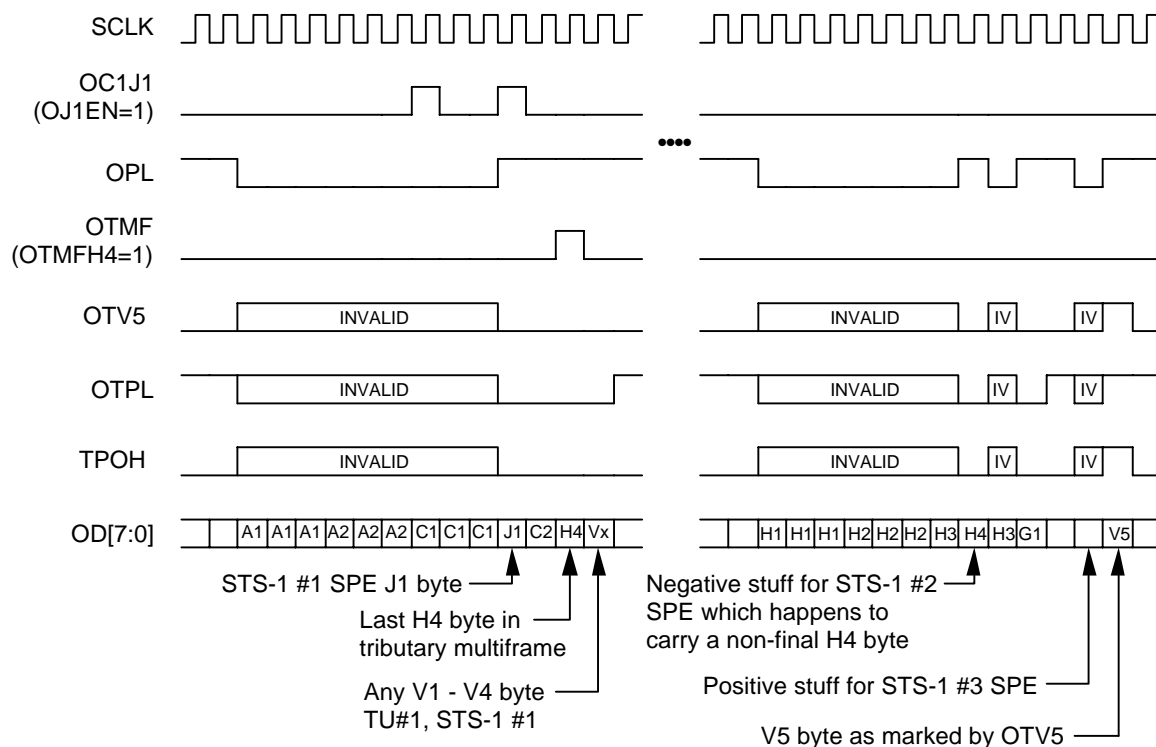 SCLK
OC1J1
(OJ1EN=1)
OPL
OTMF
(OTMFH4=1)
OTV5 INVALID INVALID IV IV
OTPL INVALID INVALID IV IV
TPOH INVALID INVALID IV IV
OD[7:0] A1 A1 A1 A2 A2 A2 C1 C1 C1 J1 C2 H4 Vx H1 H1 H1 H2 H2 H2 H3 H4 H3 G1 V5
STS-1 #1 SPE J1 byte
Last H4 byte in
tributary multiframe
Any V1 - V4 byte
TU#1, STS-1 #1
Negative stuff for STS-1 #2
SPE which happens to
carry a non-final H4 byte
Positive stuff for STS-1 #3 SPE
V5 byte as marked by OTV5